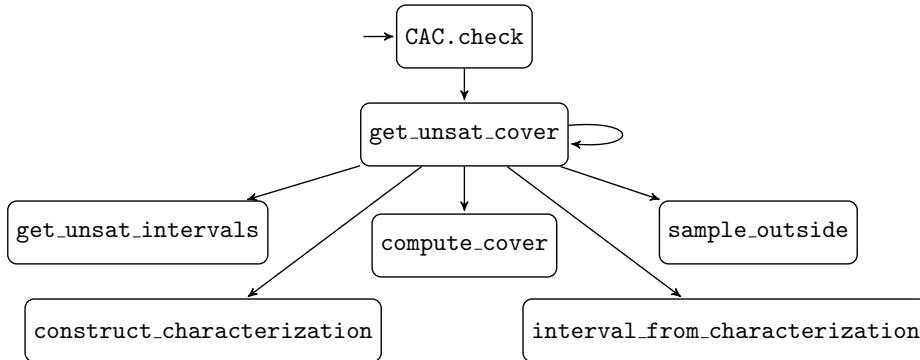 CAC.check
get_unsat_cover
get_unsat_intervals
compute_cover
sample_outside
construct_characterization
interval_from_characterization